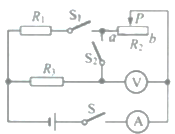 R₁ S₁ P
a R₂ b
S₂
R₃ V
S A